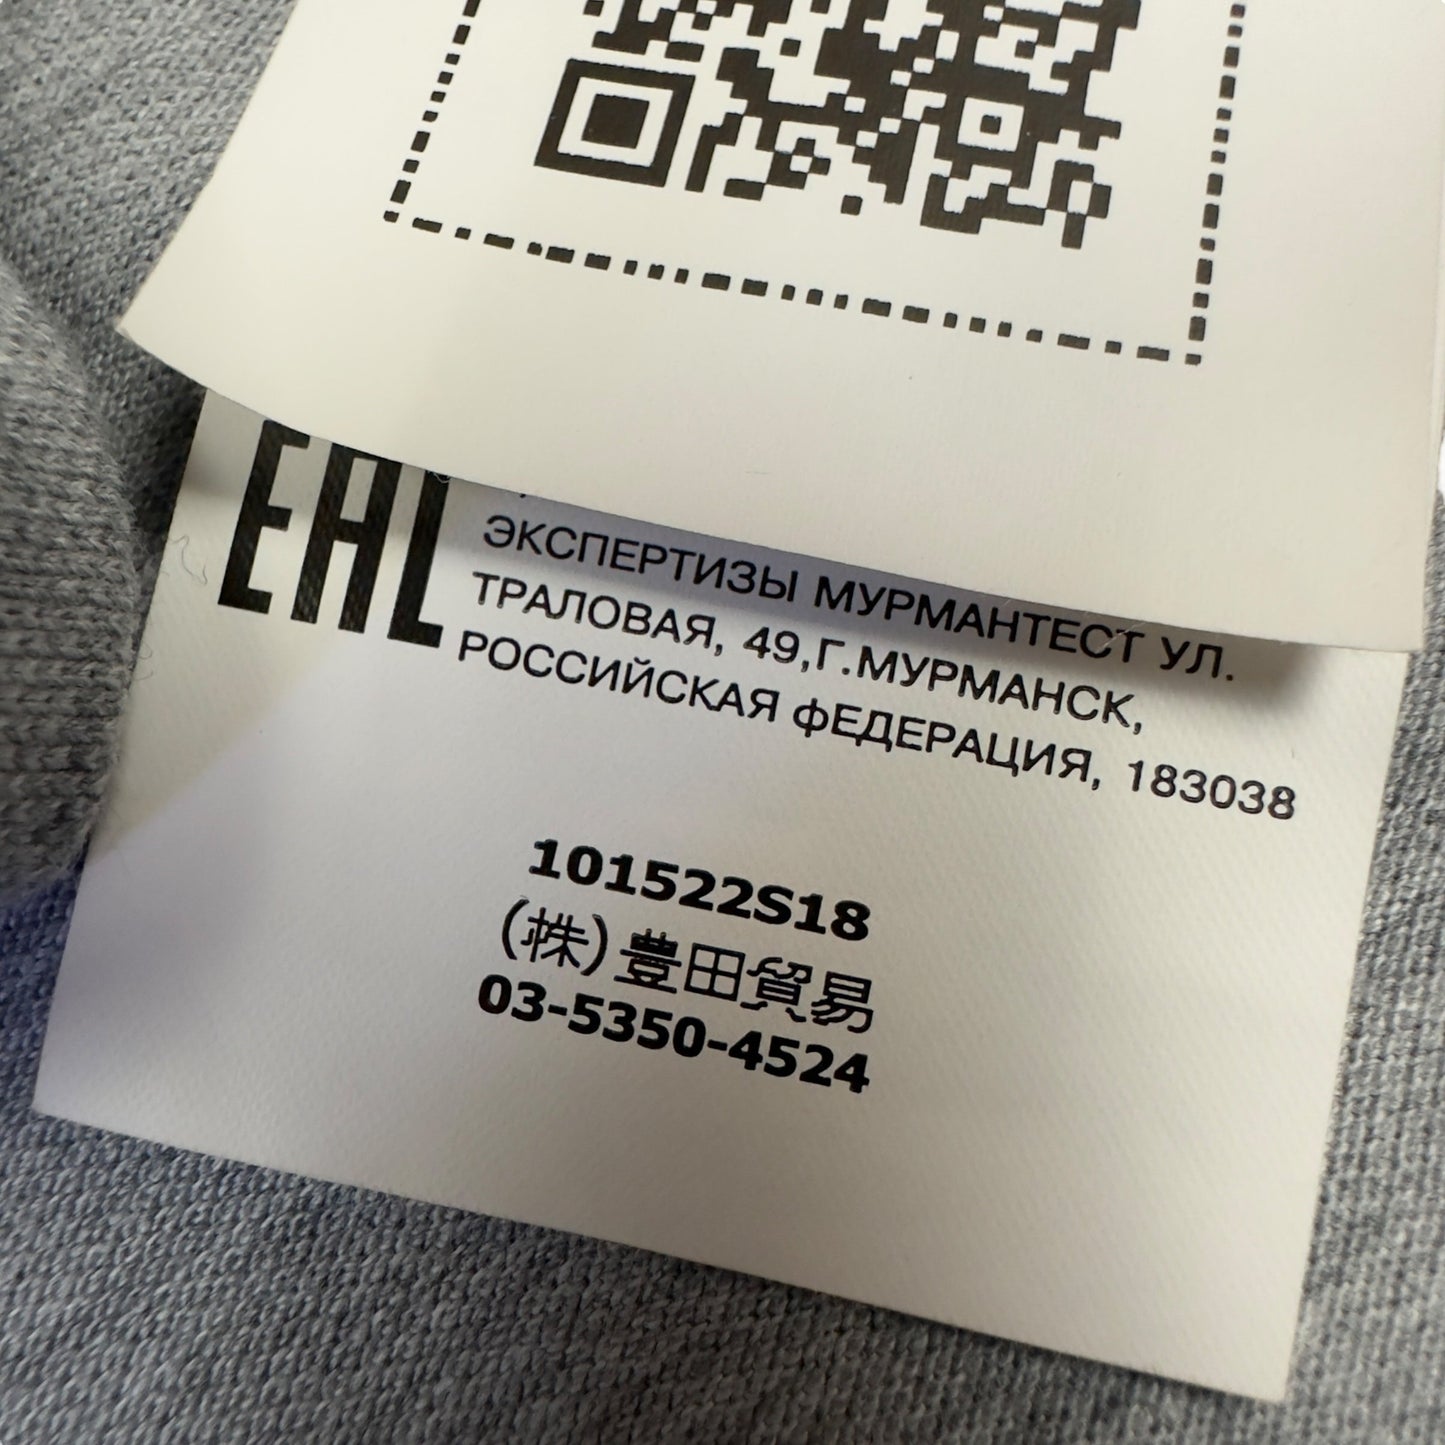 EAC
ЭКСПЕРТИЗЫ МУРМАНТЕСТ УЛ.
ТРАЛОВАЯ, 49,Г.МУРМАНСК,
РОССИЙСКАЯ ФЕДЕРАЦИЯ, 183038
101522S18
(株)豊田貿易
03-5350-4524